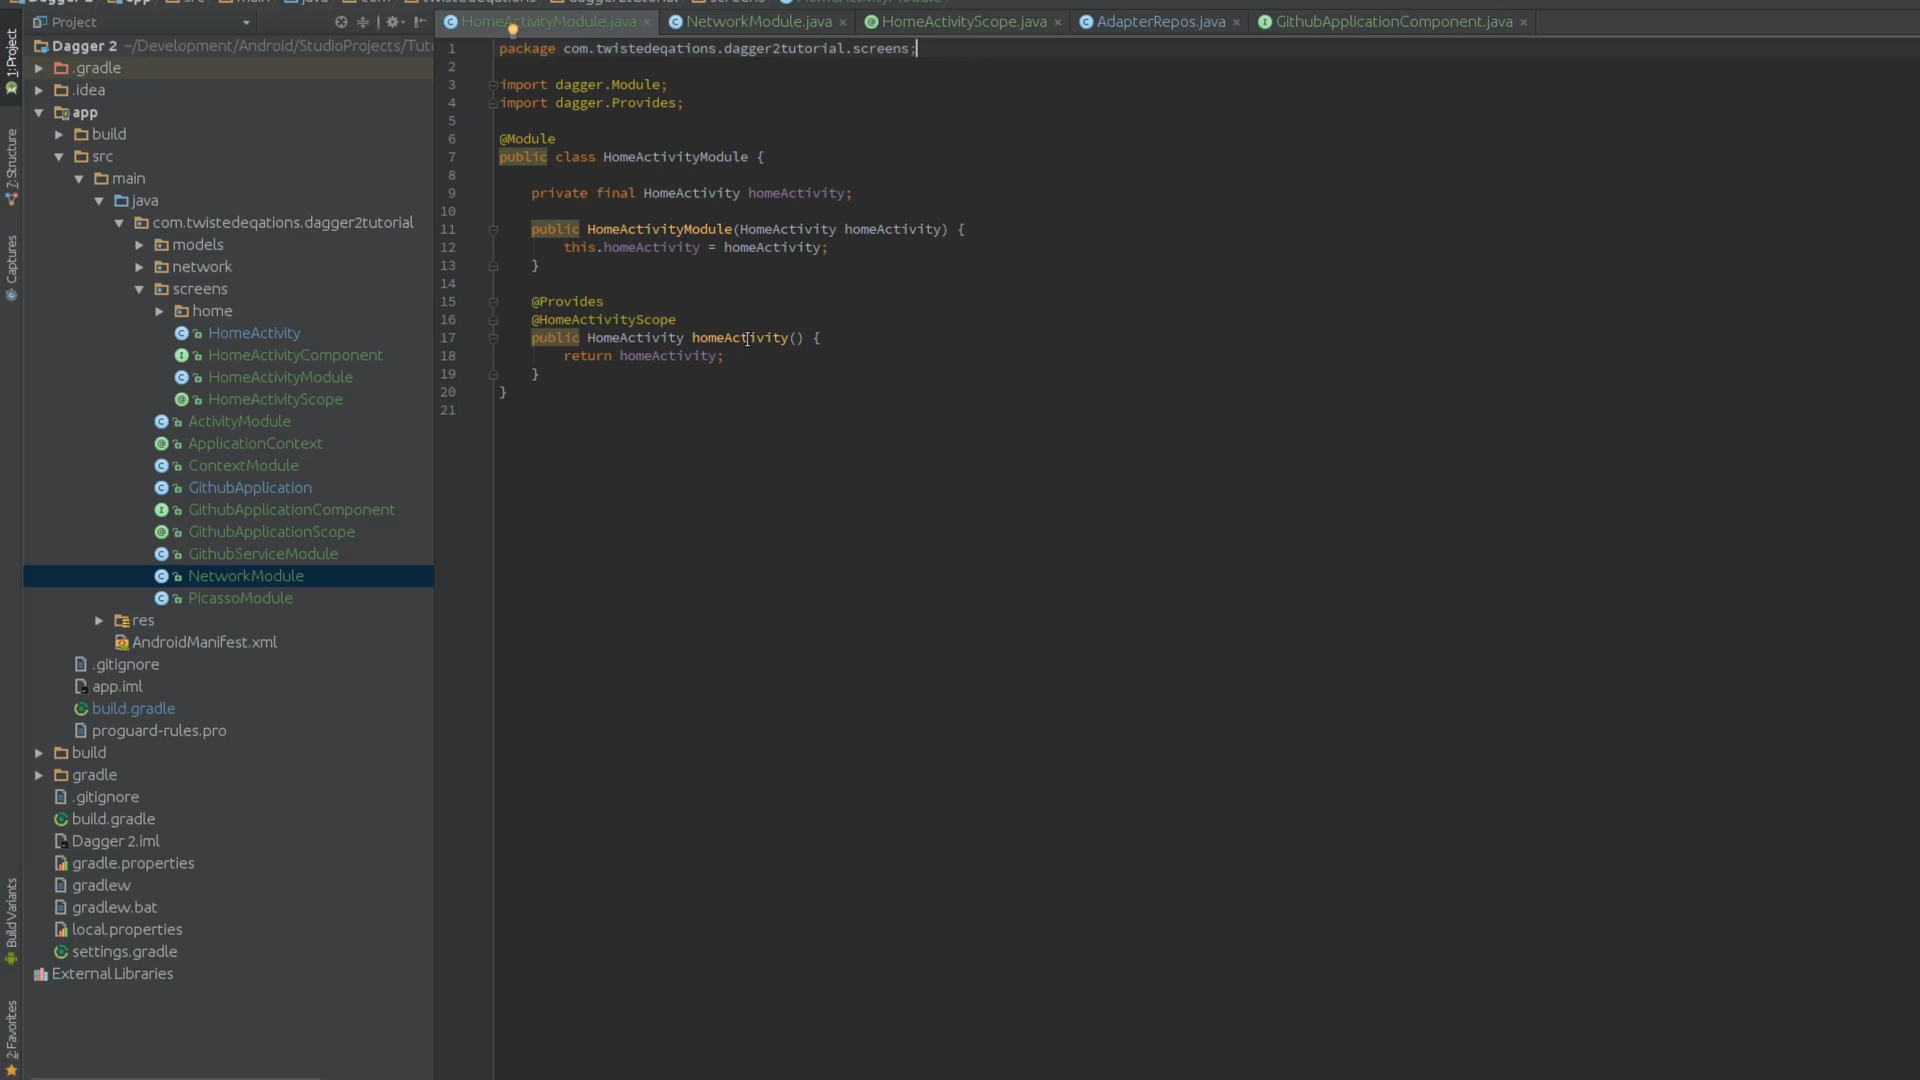 Project
HomeActivityModule.java
NetworkModule.java
HomeActivityScope.java
AdapterRepos.java
GithubApplicationComponent.java
1: Project
7: Structure
Captures
Build Variants
2: Favorites
Dagger 2 ~/Development/Android/StudioProjects/Tut
.gradle
.idea
app
build
src
main
java
com.twistedeqations.dagger2tutorial
models
network
screens
home
HomeActivity
HomeActivityComponent
HomeActivityModule
HomeActivityScope
ActivityModule
ApplicationContext
ContextModule
GithubApplication
GithubApplicationComponent
GithubApplicationScope
GithubServiceModule
NetworkModule
PicassoModule
res
AndroidManifest.xml
.gitignore
app.iml
build.gradle
proguard-rules.pro
build
gradle
.gitignore
build.gradle
Dagger 2.iml
gradle.properties
gradlew
gradlew.bat
local.properties
settings.gradle
External Libraries
1 package com.twistedeqations.dagger2tutorial.screens;
2
3 import dagger.Module;
4 import dagger.Provides;
5
6 @Module
7 public class HomeActivityModule {
8
9 private final HomeActivity homeActivity;
10
11 public HomeActivityModule(HomeActivity homeActivity) {
12 this.homeActivity = homeActivity;
13 }
14
15 @Provides
16 @HomeActivityScope
17 public HomeActivity homeActivity() {
18 return homeActivity;
19 }
20 }
21